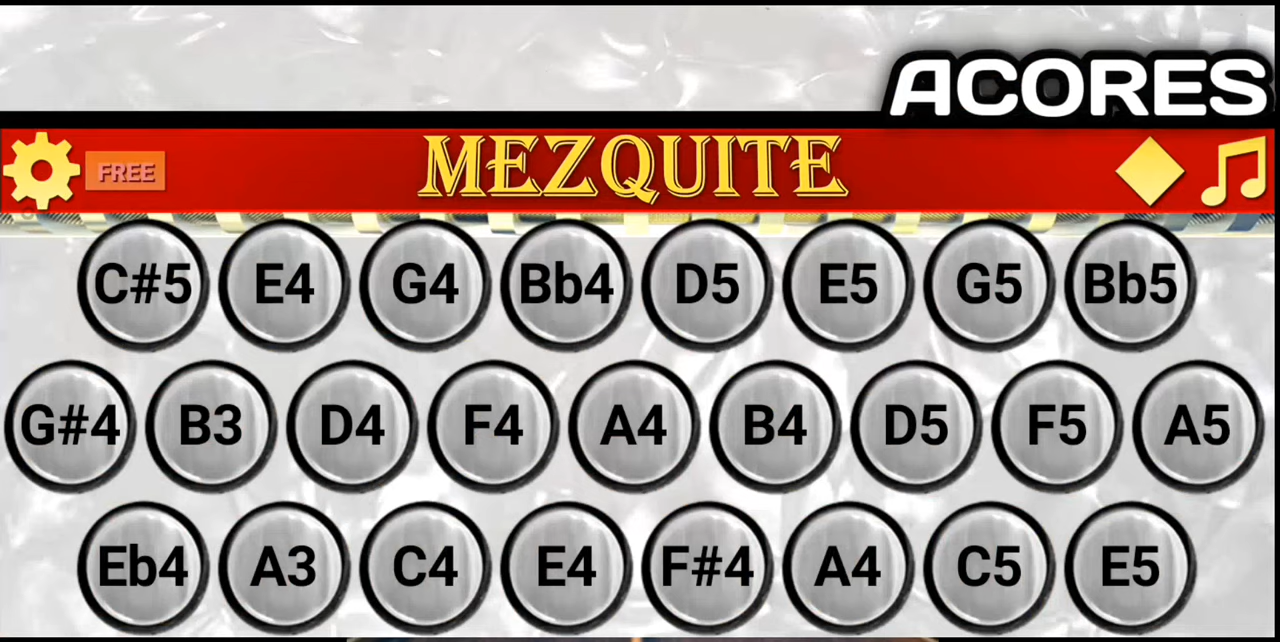 ACORES
FREE
MEZQUITE
C#5 E4 G4 Bb4 D5 E5 G5 Bb5
G#4 B3 D4 F4 A4 B4 D5 F5 A5
Eb4 A3 C4 E4 F#4 A4 C5 E5